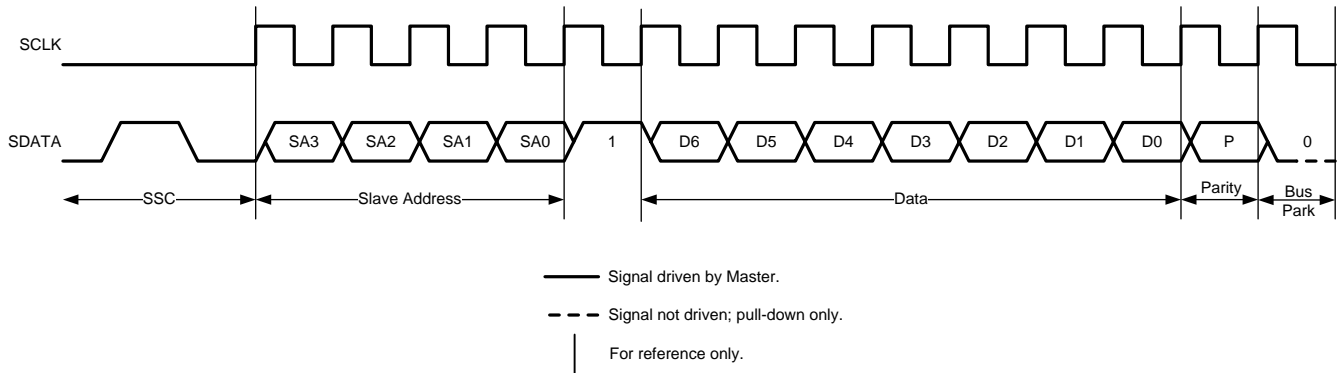 SCLK
SDATA
SA3 SA2 SA1 SA0 1 D6 D5 D4 D3 D2 D1 D0 P 0
SSC Slave Address Data Parity Bus Park
Signal driven by Master.
Signal not driven; pull-down only.
For reference only.